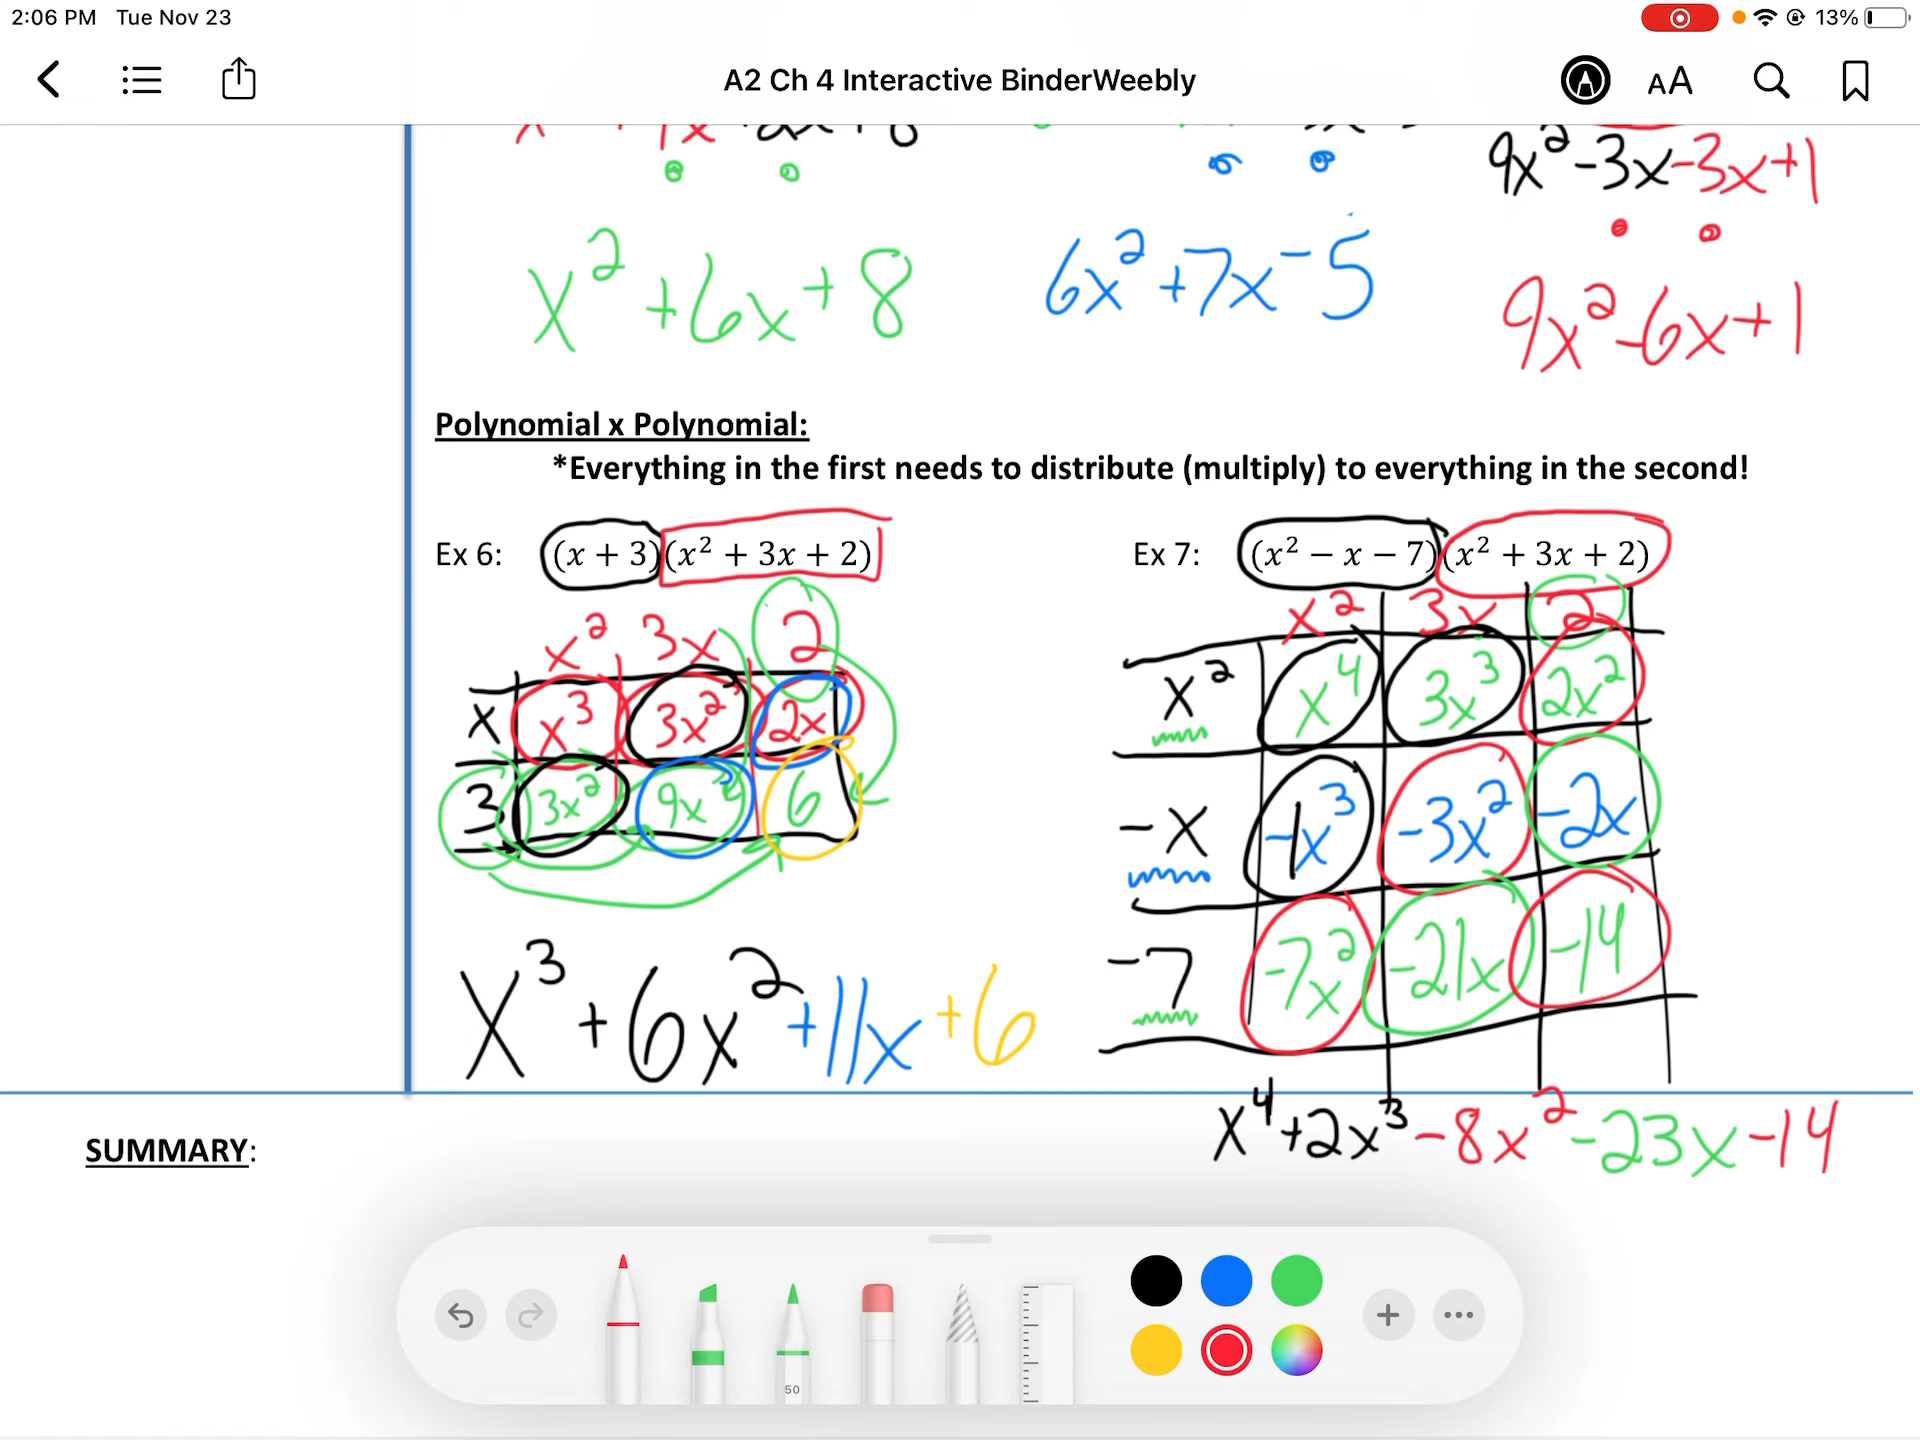 2:06 PM Tue Nov 23 13%
A2 Ch 4 Interactive BinderWeebly AA
9x² -3x -3x +1
x² + 6x + 8 6x² + 7x - 5 9x² - 6x + 1
Polynomial x Polynomial:
*Everything in the first needs to distribute (multiply) to everything in the second!
Ex 6: (x + 3)(x² + 3x + 2)
x² 3x 2
x x³ 3x² 2x
3 3x² 9x 6
x³ + 6x² + 11x + 6
Ex 7: (x² − x − 7)(x² + 3x + 2)
x² 3x 2
x² x⁴ 3x³ 2x²
-x -1x³ -3x² -2x
-7 -7x² -21x -14
x⁴ + 2x³ - 8x² - 23x - 14
SUMMARY:
50